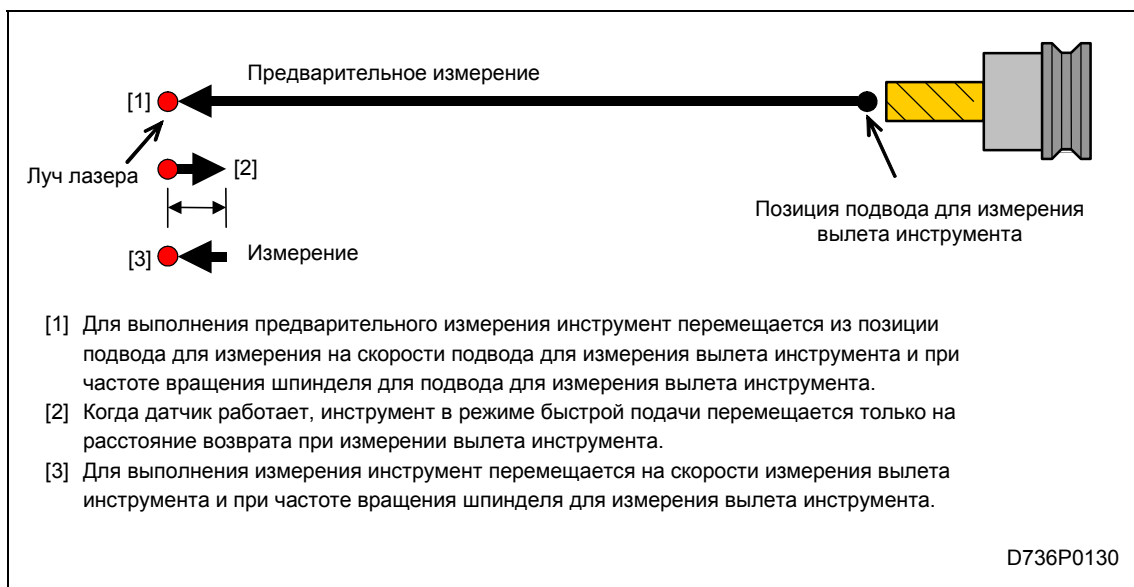 Предварительное измерение
[1]
Луч лазера
[2]
Позиция подвода для измерения
вылета инструмента
[3]
Измерение
[1] Для выполнения предварительного измерения инструмент перемещается из позиции
подвода для измерения на скорости подвода для измерения вылета инструмента и при
частоте вращения шпинделя для подвода для измерения вылета инструмента.
[2] Когда датчик работает, инструмент в режиме быстрой подачи перемещается только на
расстояние возврата при измерении вылета инструмента.
[3] Для выполнения измерения инструмент перемещается на скорости измерения вылета
инструмента и при частоте вращения шпинделя для измерения вылета инструмента.
D736P0130